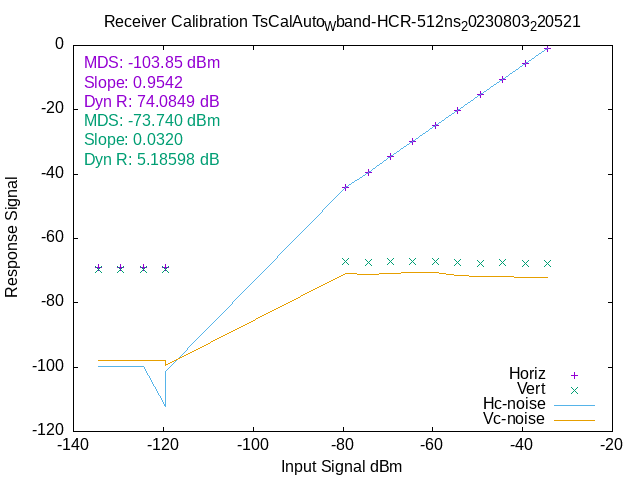 Receiver Calibration TsCalAutoWband-HCR-512ns20230803220521
MDS: -103.85 dBm
Slope: 0.9542
Dyn R: 74.0849 dB
MDS: -73.740 dBm
Slope: 0.0320
Dyn R: 5.18598 dB
0
-20
-40
-60
-80
-100
-120
Response Signal
Horiz
Vert
Hc-noise
Vc-noise
-140 -120 -100 -80 -60 -40 -20
Input Signal dBm